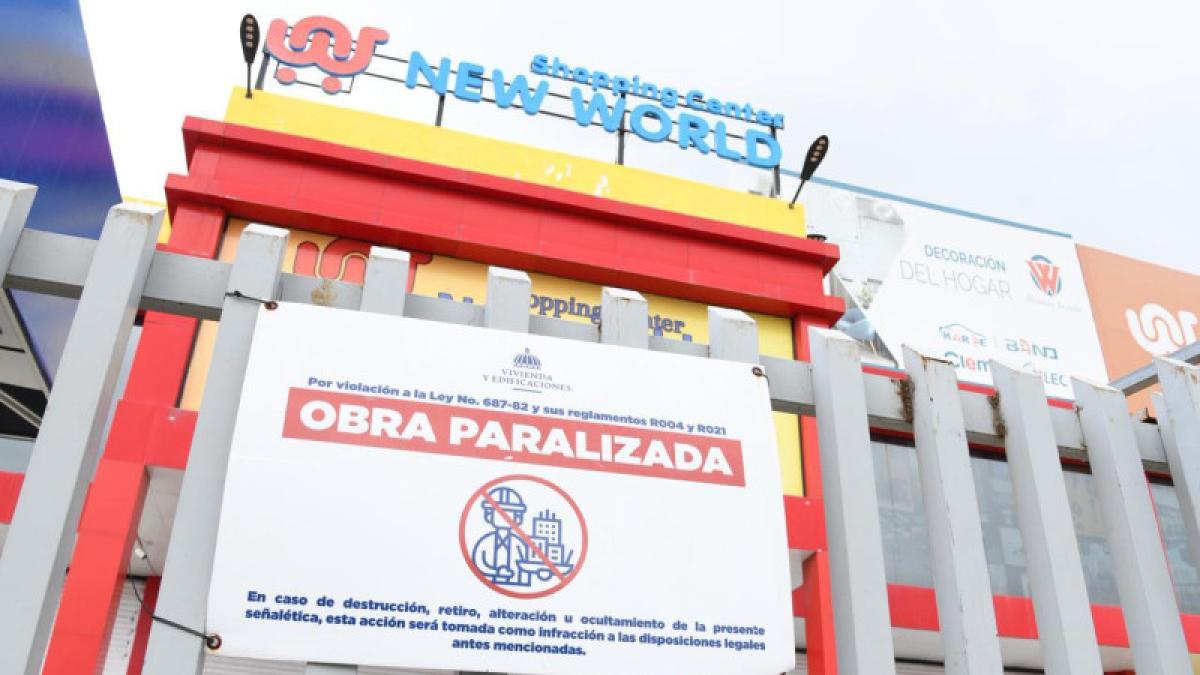 Shopping Center
NEW WORLD
DECORACIÓN
DEL HOGAR
Shopping Center
VIVIENDA
Y EDIFICACIONES
Por violación a la Ley No. 687-82 y sus reglamentos R004 y R021
OBRA PARALIZADA
En caso de destrucción, retiro, alteración u ocultamiento de la presente
señalética, esta acción será tomada como infracción a las disposiciones legales
antes mencionadas.